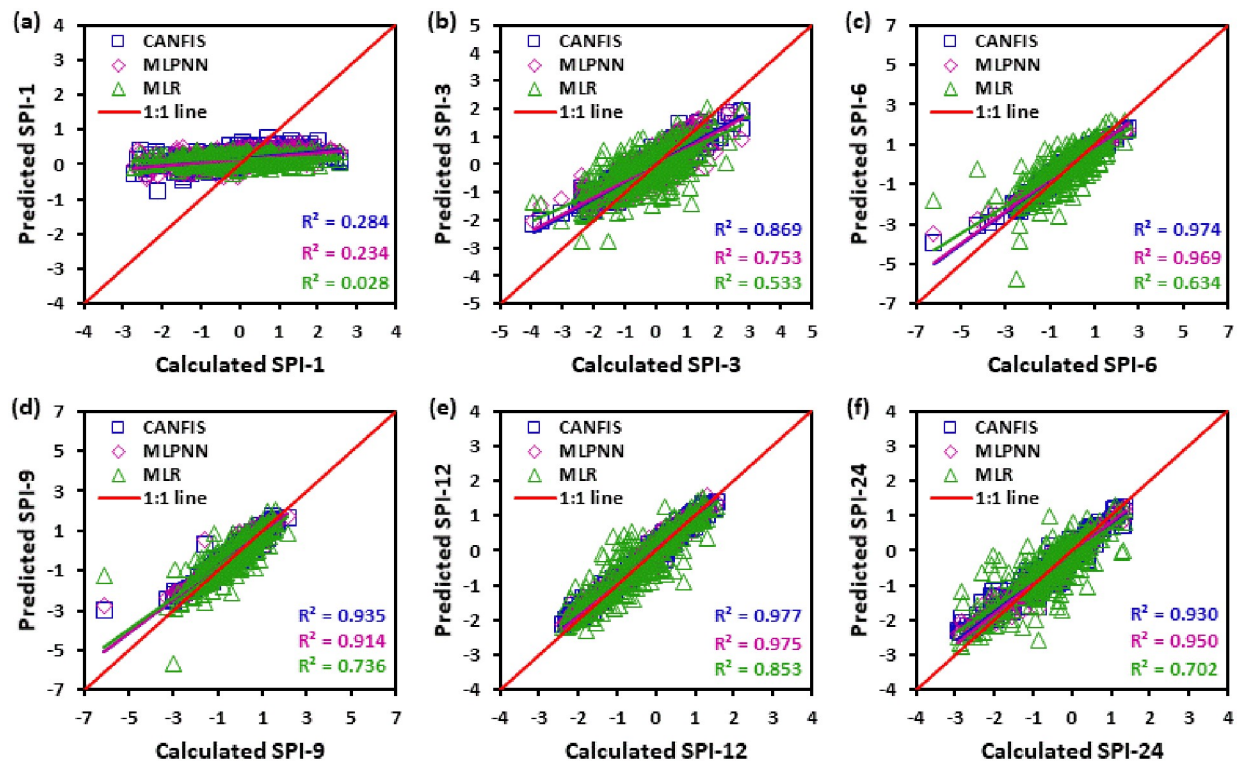 (a)
4
3
2
1
0
-1
-2
-3
-4
Predicted SPI-1
CANFIS
MLPNN
MLR
1:1 line
R² = 0.284
R² = 0.234
R² = 0.028
-4 -3 -2 -1 0 1 2 3 4
Calculated SPI-1
(b)
5
4
3
2
1
0
-1
-2
-3
-4
-5
Predicted SPI-3
CANFIS
MLPNN
MLR
1:1 line
R² = 0.869
R² = 0.753
R² = 0.533
-5 -4 -3 -2 -1 0 1 2 3 4 5
Calculated SPI-3
(c)
7
5
3
1
-1
-3
-5
-7
Predicted SPI-6
CANFIS
MLPNN
MLR
1:1 line
R² = 0.974
R² = 0.969
R² = 0.634
-7 -5 -3 -1 1 3 5 7
Calculated SPI-6
(d)
7
5
3
1
-1
-3
-5
-7
Predicted SPI-9
CANFIS
MLPNN
MLR
1:1 line
R² = 0.935
R² = 0.914
R² = 0.736
-7 -5 -3 -1 1 3 5 7
Calculated SPI-9
(e)
4
3
2
1
0
-1
-2
-3
-4
Predicted SPI-12
CANFIS
MLPNN
MLR
1:1 line
R² = 0.977
R² = 0.975
R² = 0.853
-4 -3 -2 -1 0 1 2 3 4
Calculated SPI-12
(f)
4
3
2
1
0
-1
-2
-3
-4
Predicted SPI-24
CANFIS
MLPNN
MLR
1:1 line
R² = 0.930
R² = 0.950
R² = 0.702
-4 -3 -2 -1 0 1 2 3 4
Calculated SPI-24